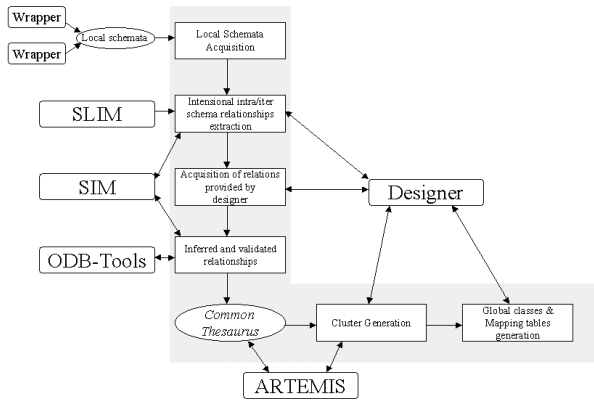 Wrapper
Wrapper
Local schemata
Local Schemata
Acquisition
SLIM
Intensional intra/iter
schema relationships
extraction
SIM
Acquisition of relations
provided by
designer
Designer
ODB-Tools
Inferred and validated
relationships
Common
Thesaurus
Cluster Generation
Global classes &
Mapping tables
generation
ARTEMIS